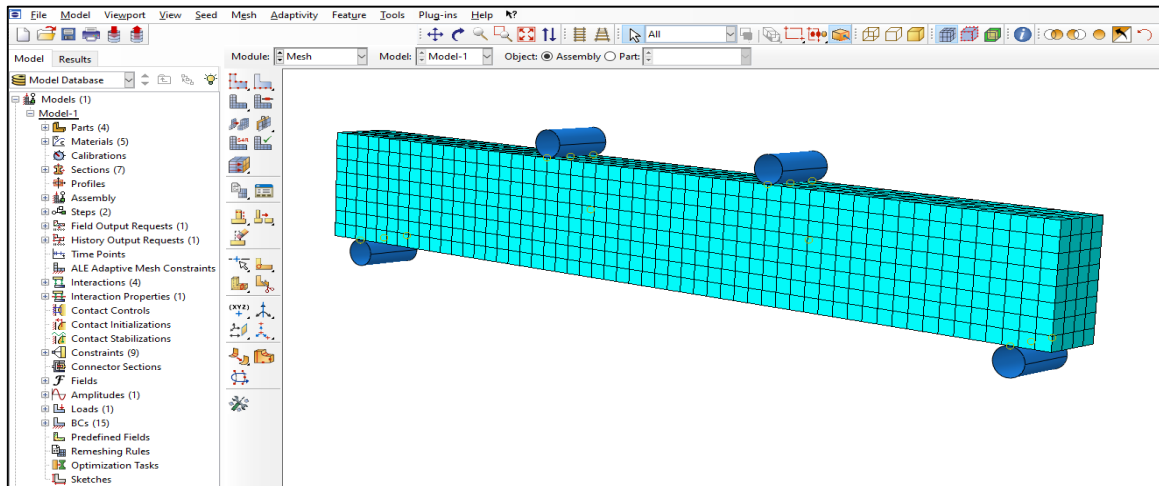 File Model Viewport View Seed Mesh Adaptivity Feature Tools Plug-ins Help
All
Model Results
Module: Mesh Model: Model-1 Object: Assembly Part:
Model Database
Models (1)
Model-1
Parts (4)
Materials (5)
Calibrations
Sections (7)
Profiles
Assembly
Steps (2)
Field Output Requests (1)
History Output Requests (1)
Time Points
ALE Adaptive Mesh Constraints
Interactions (4)
Interaction Properties (1)
Contact Controls
Contact Initializations
Contact Stabilizations
Constraints (9)
Connector Sections
Fields
Amplitudes (1)
Loads (1)
BCs (15)
Predefined Fields
Remeshing Rules
Optimization Tasks
Sketches
(XYZ)